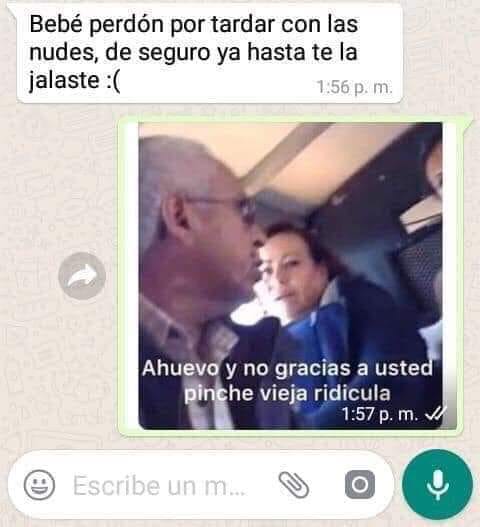 Bebé perdón por tardar con las
nudes, de seguro ya hasta te la
jalaste :(
1:56 p. m.
Ahuevo y no gracias a usted
pinche vieja ridicula
1:57 p. m.
Escribe un m...